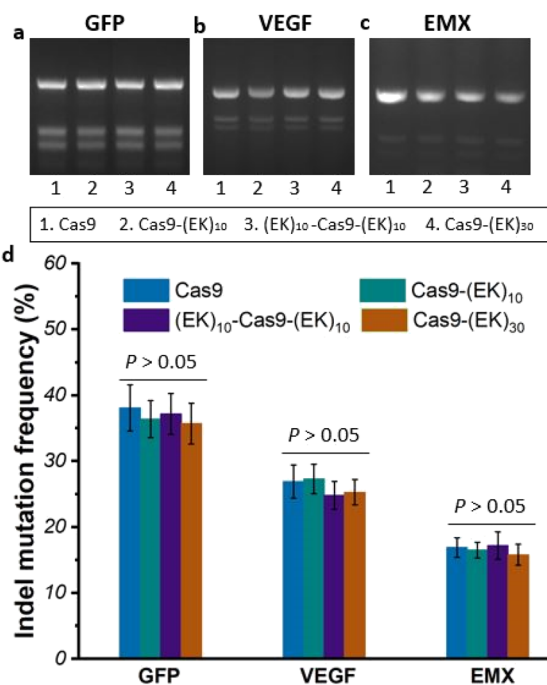 a GFP b VEGF c EMX
1 2 3 4 1 2 3 4 1 2 3 4
1. Cas9 2. Cas9-(EK)₁₀ 3. (EK)₁₀-Cas9-(EK)₁₀ 4. Cas9-(EK)₃₀
d
Indel mutation frequency (%)
60
50
40
30
20
10
0
Cas9 Cas9-(EK)₁₀
(EK)₁₀-Cas9-(EK)₁₀ Cas9-(EK)₃₀
P > 0.05
P > 0.05
P > 0.05
GFP VEGF EMX